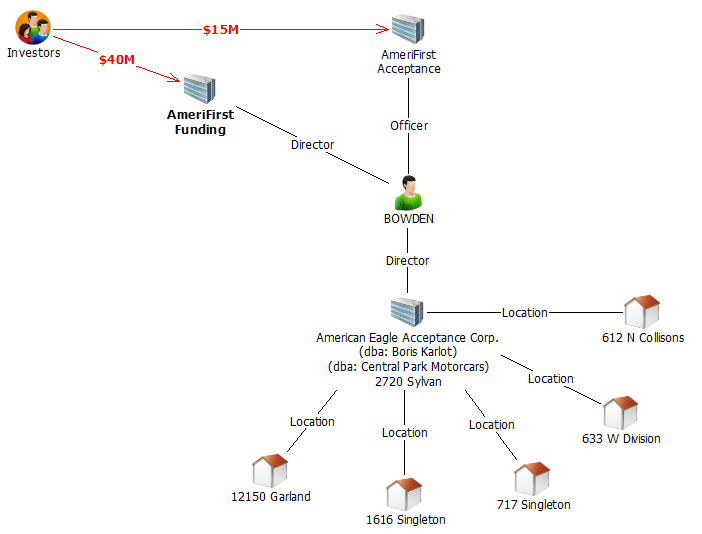 Investors
$15M
AmeriFirst
Acceptance
$40M
AmeriFirst
Funding
Officer
Director
BOWDEN
Director
American Eagle Acceptance Corp.
(dba: Boris Karlot)
(dba: Central Park Motorcars)
2720 Sylvan
Location
612 N Collisons
Location
633 W Division
Location
12150 Garland
Location
1616 Singleton
Location
717 Singleton